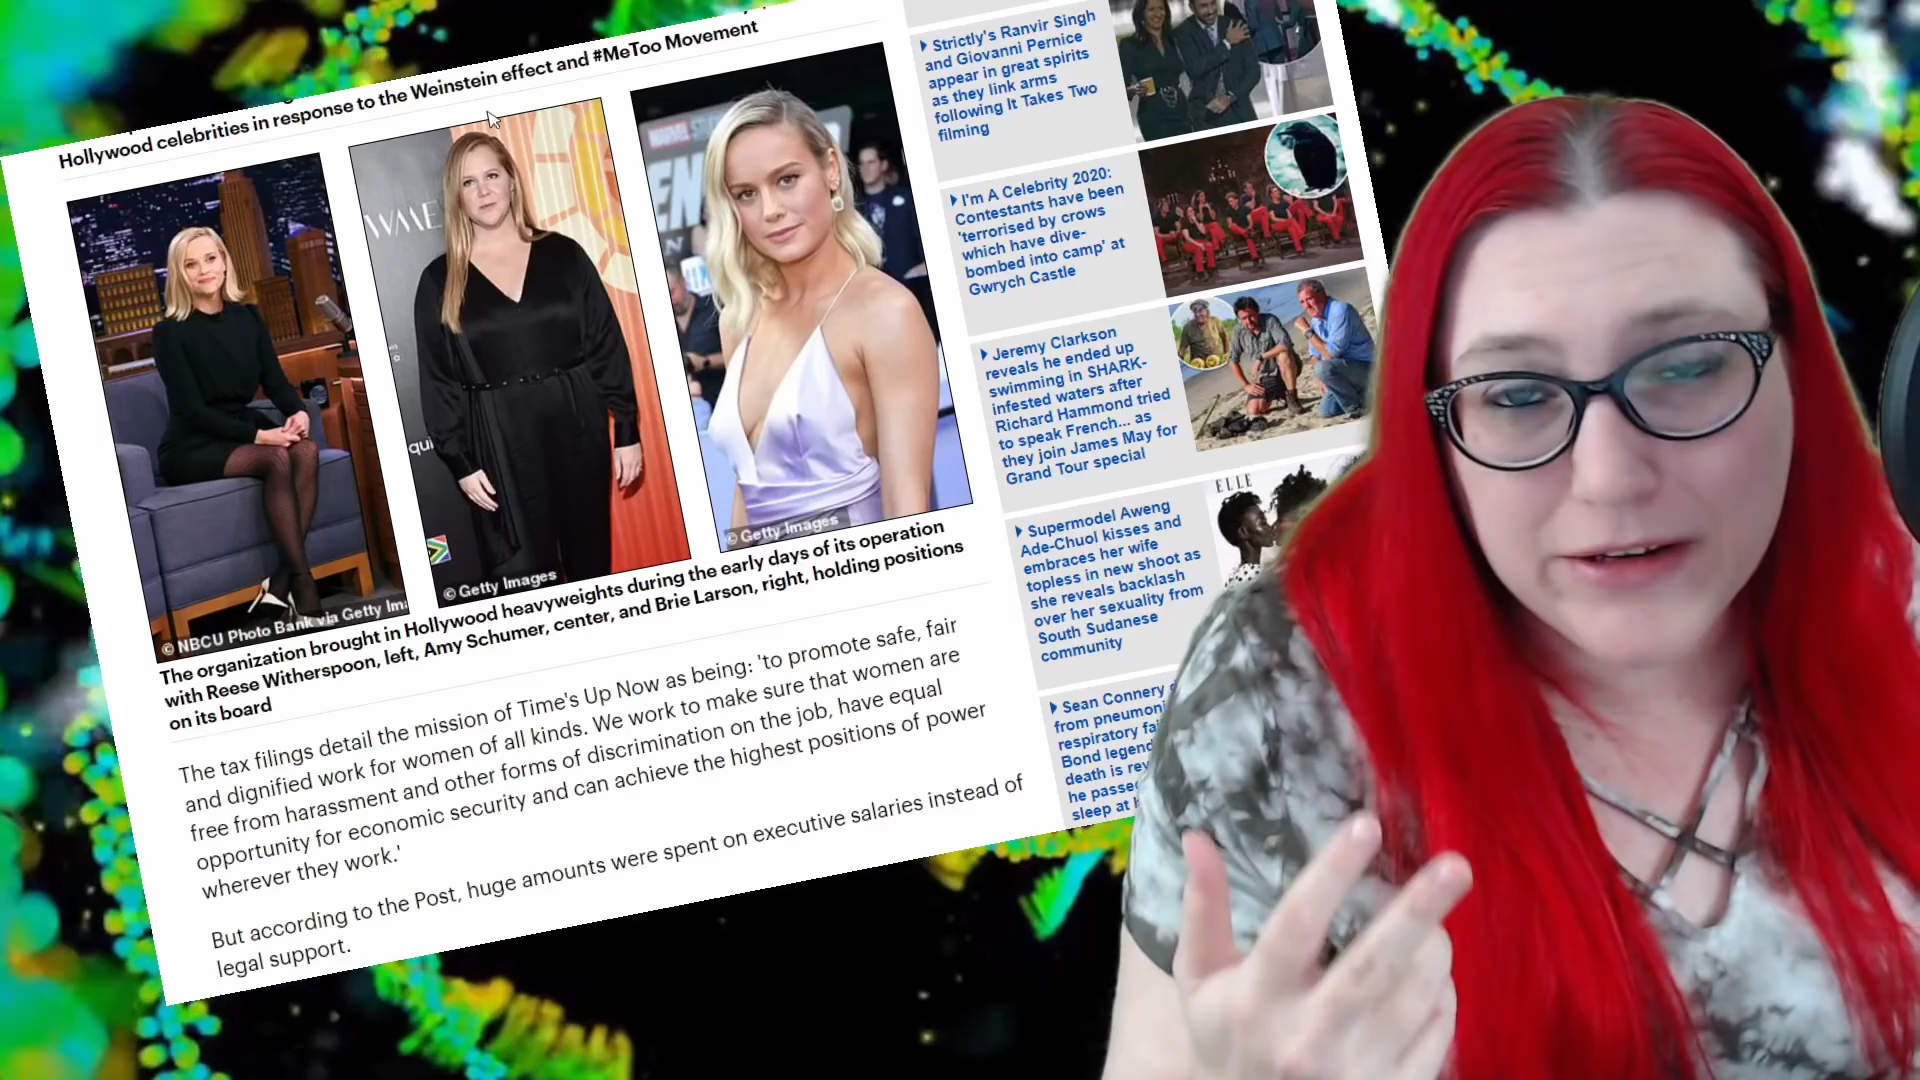 Hollywood celebrities in response to the Weinstein effect and #MeToo Movement
WME
MARVEL STUDIOS
EN
qui
© NBCU Photo Bank via Getty Im
© Getty Images
© Getty Images
The organization brought in Hollywood heavyweights during the early days of its operation
with Reese Witherspoon, left, Amy Schumer, center, and Brie Larson, right, holding positions
on its board
The tax filings detail the mission of Time's Up Now as being: 'to promote safe, fair
and dignified work for women of all kinds. We work to make sure that women are
free from harassment and other forms of discrimination on the job, have equal
opportunity for economic security and can achieve the highest positions of power
wherever they work.'
But according to the Post, huge amounts were spent on executive salaries instead of
legal support.
Strictly's Ranvir Singh
and Giovanni Pernice
appear in great spirits
as they link arms
following It Takes Two
filming
I'm A Celebrity 2020:
Contestants have been
'terrorised by crows
which have dive-
bombed into camp' at
Gwrych Castle
Jeremy Clarkson
reveals he ended up
swimming in SHARK-
infested waters after
Richard Hammond tried
to speak French... as
they join James May for
Grand Tour special
ELLE
Supermodel Aweng
Ade-Chuol kisses and
embraces her wife
topless in new shoot as
she reveals backlash
over her sexuality from
South Sudanese
community
Sean Connery
from pneumoni
respiratory fai
Bond legend
death is rev
he passe
sleep at